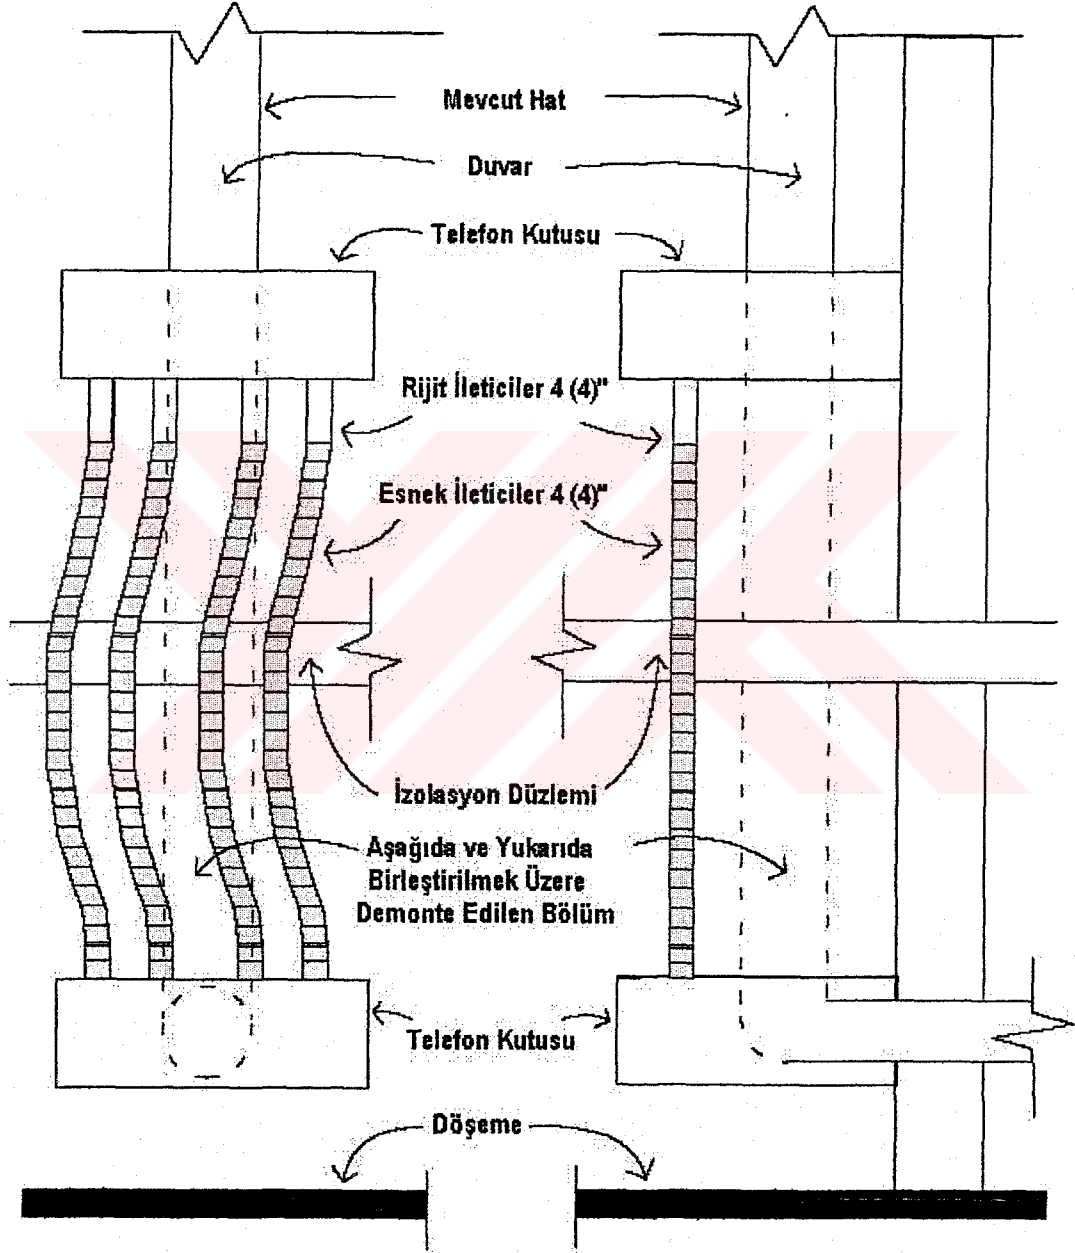 Mevcut Hat
Duvar
Telefon Kutusu
Rijit İleticiler 4 (4)"
Esnek İleticiler 4 (4)"
İzolasyon Düzlemi
Aşağıda ve Yukarıda
Birleştirilmek Üzere
Demonte Edilen Bölüm
Telefon Kutusu
Döşeme